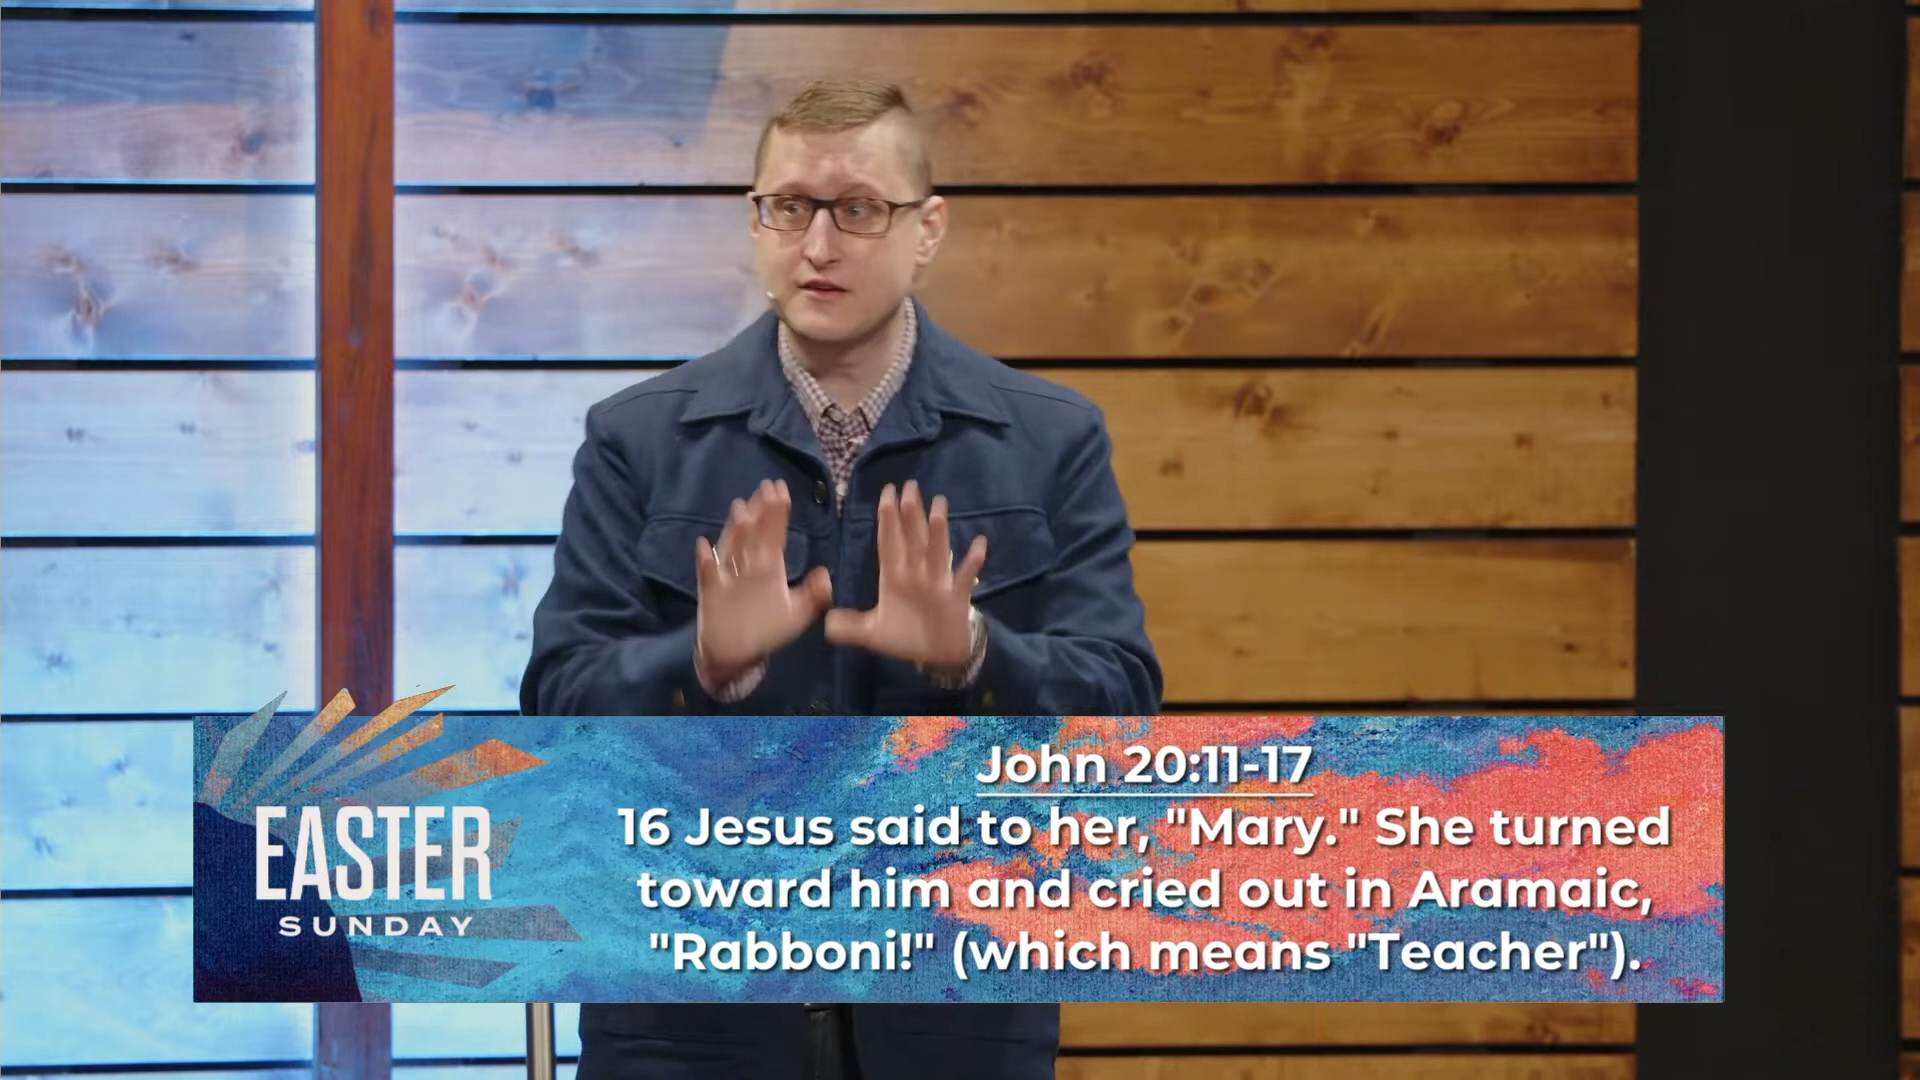 EASTER
SUNDAY
John 20:11-17
16 Jesus said to her, "Mary." She turned
toward him and cried out in Aramaic,
"Rabboni!" (which means "Teacher").